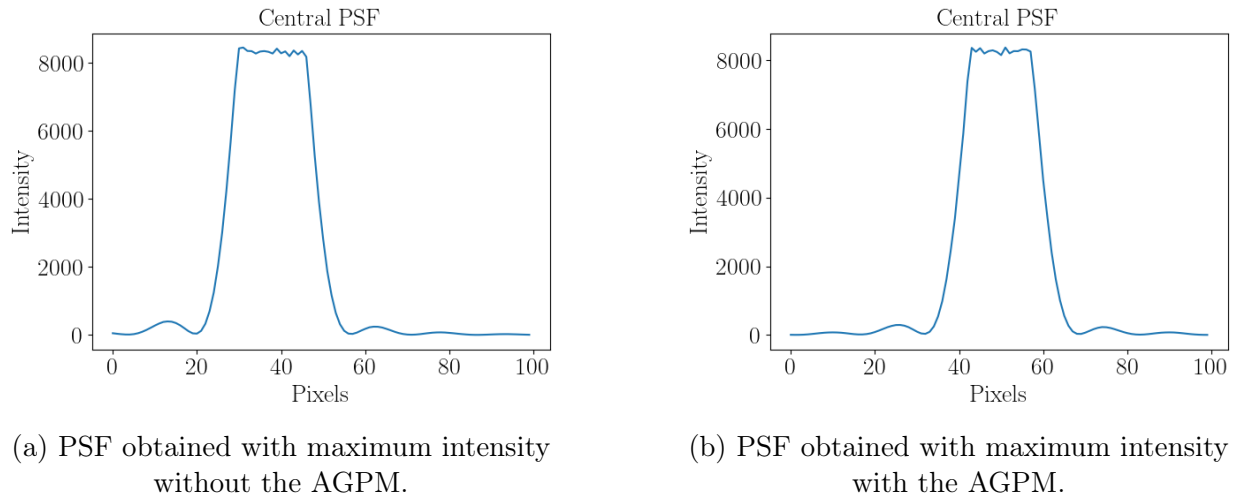 Central PSF
8000
6000
4000
2000
0
Intensity
0 20 40 60 80 100
Pixels
(a) PSF obtained with maximum intensity
without the AGPM.
Central PSF
8000
6000
4000
2000
0
Intensity
0 20 40 60 80 100
Pixels
(b) PSF obtained with maximum intensity
with the AGPM.